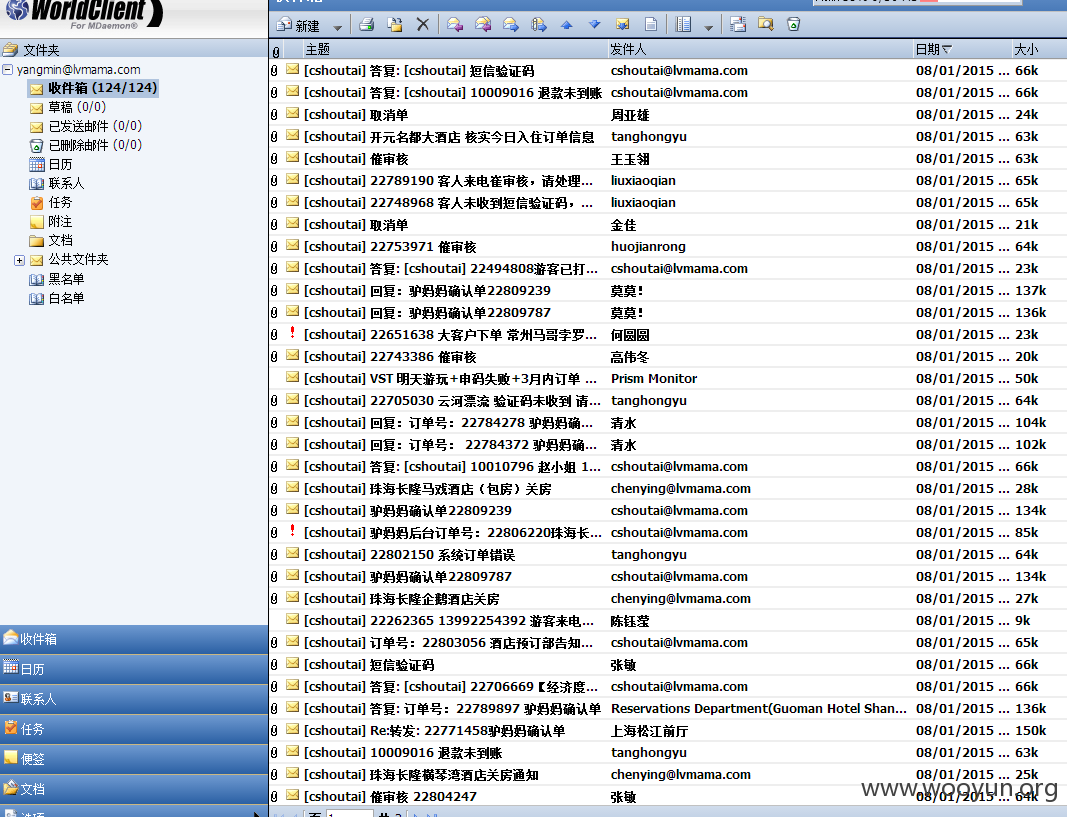 WorldClient
For MDaemon®
新建
文件夹
主题 发件人 日期 大小
yangmin@lvmama.com
收件箱 (124/124)
草稿 (0/0)
已发送邮件 (0/0)
已删除邮件 (0/0)
日历
联系人
任务
附注
文档
公共文件夹
黑名单
白名单
收件箱
日历
联系人
任务
便签
文档
[cshoutai] 答复: [cshoutai] 短信验证码 cshoutai@lvmama.com 08/01/2015 ... 66k
[cshoutai] 答复: [cshoutai] 10009016 退款未到账 cshoutai@lvmama.com 08/01/2015 ... 66k
[cshoutai] 取消单 周亚雄 08/01/2015 ... 24k
[cshoutai] 开元名都大酒店 核实今日入住订单信息 tanghongyu 08/01/2015 ... 63k
[cshoutai] 催审核 王玉翎 08/01/2015 ... 63k
[cshoutai] 22789190 客人来电崔审核，请处理... liuxiaoqian 08/01/2015 ... 65k
[cshoutai] 22748968 客人未收到短信验证码，... liuxiaoqian 08/01/2015 ... 65k
[cshoutai] 取消单 金佳 08/01/2015 ... 21k
[cshoutai] 22753971 催审核 huojianrong 08/01/2015 ... 64k
[cshoutai] 答复: [cshoutai] 22494808游客已打... cshoutai@lvmama.com 08/01/2015 ... 23k
[cshoutai] 回复：驴妈妈确认单22809239 莫莫！ 08/01/2015 ... 137k
[cshoutai] 回复：驴妈妈确认单22809787 莫莫！ 08/01/2015 ... 136k
[cshoutai] 22651638 大客户下单 常州马哥孛罗... 何圆圆 08/01/2015 ... 23k
[cshoutai] 22743386 催审核 高伟冬 08/01/2015 ... 20k
[cshoutai] VST 明天游玩+申码失败+3月内订单 ... Prism Monitor 08/01/2015 ... 50k
[cshoutai] 22705030 云河漂流 验证码未收到 请... tanghongyu 08/01/2015 ... 64k
[cshoutai] 回复：订单号：22784278 驴妈妈确... 清水 08/01/2015 ... 104k
[cshoutai] 回复：订单号： 22784372 驴妈妈确... 清水 08/01/2015 ... 102k
[cshoutai] 答复: [cshoutai] 10010796 赵小姐 1... cshoutai@lvmama.com 08/01/2015 ... 66k
[cshoutai] 珠海长隆马戏酒店（包房）关房 chenying@lvmama.com 08/01/2015 ... 28k
[cshoutai] 驴妈妈确认单22809239 cshoutai@lvmama.com 08/01/2015 ... 134k
[cshoutai] 驴妈妈后台订单号：22806220珠海长... cshoutai@lvmama.com 08/01/2015 ... 85k
[cshoutai] 22802150 系统订单错误 tanghongyu 08/01/2015 ... 64k
[cshoutai] 驴妈妈确认单22809787 cshoutai@lvmama.com 08/01/2015 ... 134k
[cshoutai] 珠海长隆企鹅酒店关房 chenying@lvmama.com 08/01/2015 ... 27k
[cshoutai] 22262365 13992254392 游客来电... 陈钰莹 08/01/2015 ... 9k
[cshoutai] 订单号：22803056 酒店预订部告知... cshoutai@lvmama.com 08/01/2015 ... 65k
[cshoutai] 短信验证码 张敏 08/01/2015 ... 66k
[cshoutai] 答复: [cshoutai] 22706669【经济度... cshoutai@lvmama.com 08/01/2015 ... 66k
[cshoutai] 答复: 订单号：22789897 驴妈妈确认单 Reservations Department(Guoman Hotel Shan... 08/01/2015 ... 136k
[cshoutai] Re:转发: 22771458驴妈妈确认单 上海松江前厅 08/01/2015 ... 150k
[cshoutai] 10009016 退款未到账 tanghongyu 08/01/2015 ... 63k
[cshoutai] 珠海长隆横琴湾酒店关房通知 chenying@lvmama.com 08/01/2015 ... 25k
[cshoutai] 催审核 22804247 张敏 08/01/2015 ... 64k
www.wooyun.org